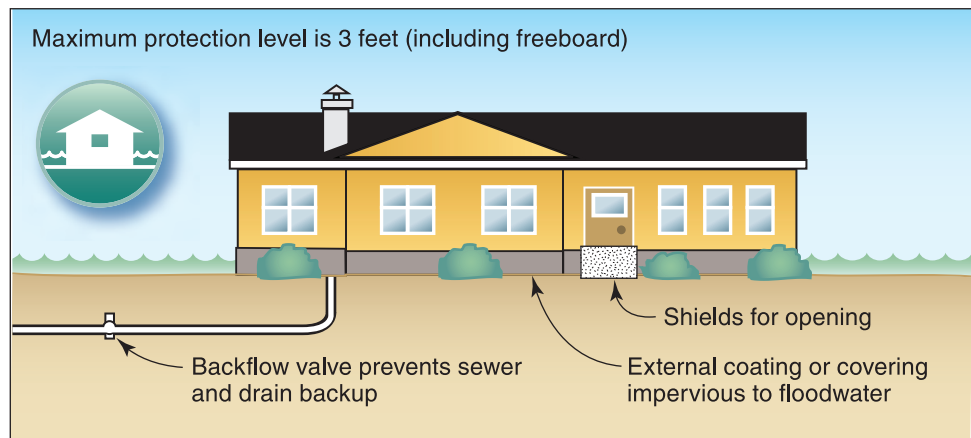 Maximum protection level is 3 feet (including freeboard)
Shields for opening
Backflow valve prevents sewer
and drain backup
External coating or covering
impervious to floodwater